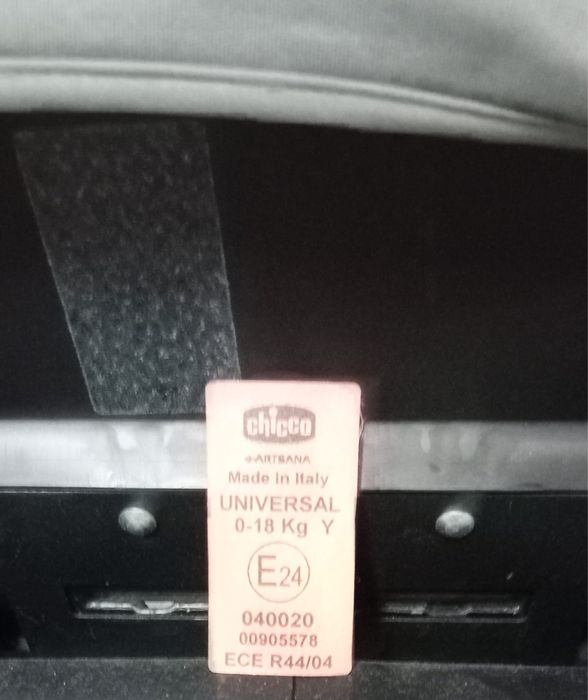 chicco
ARTSANA
Made in Italy
UNIVERSAL
0-18 Kg Y
E24
040020
00905578
ECE R44/04